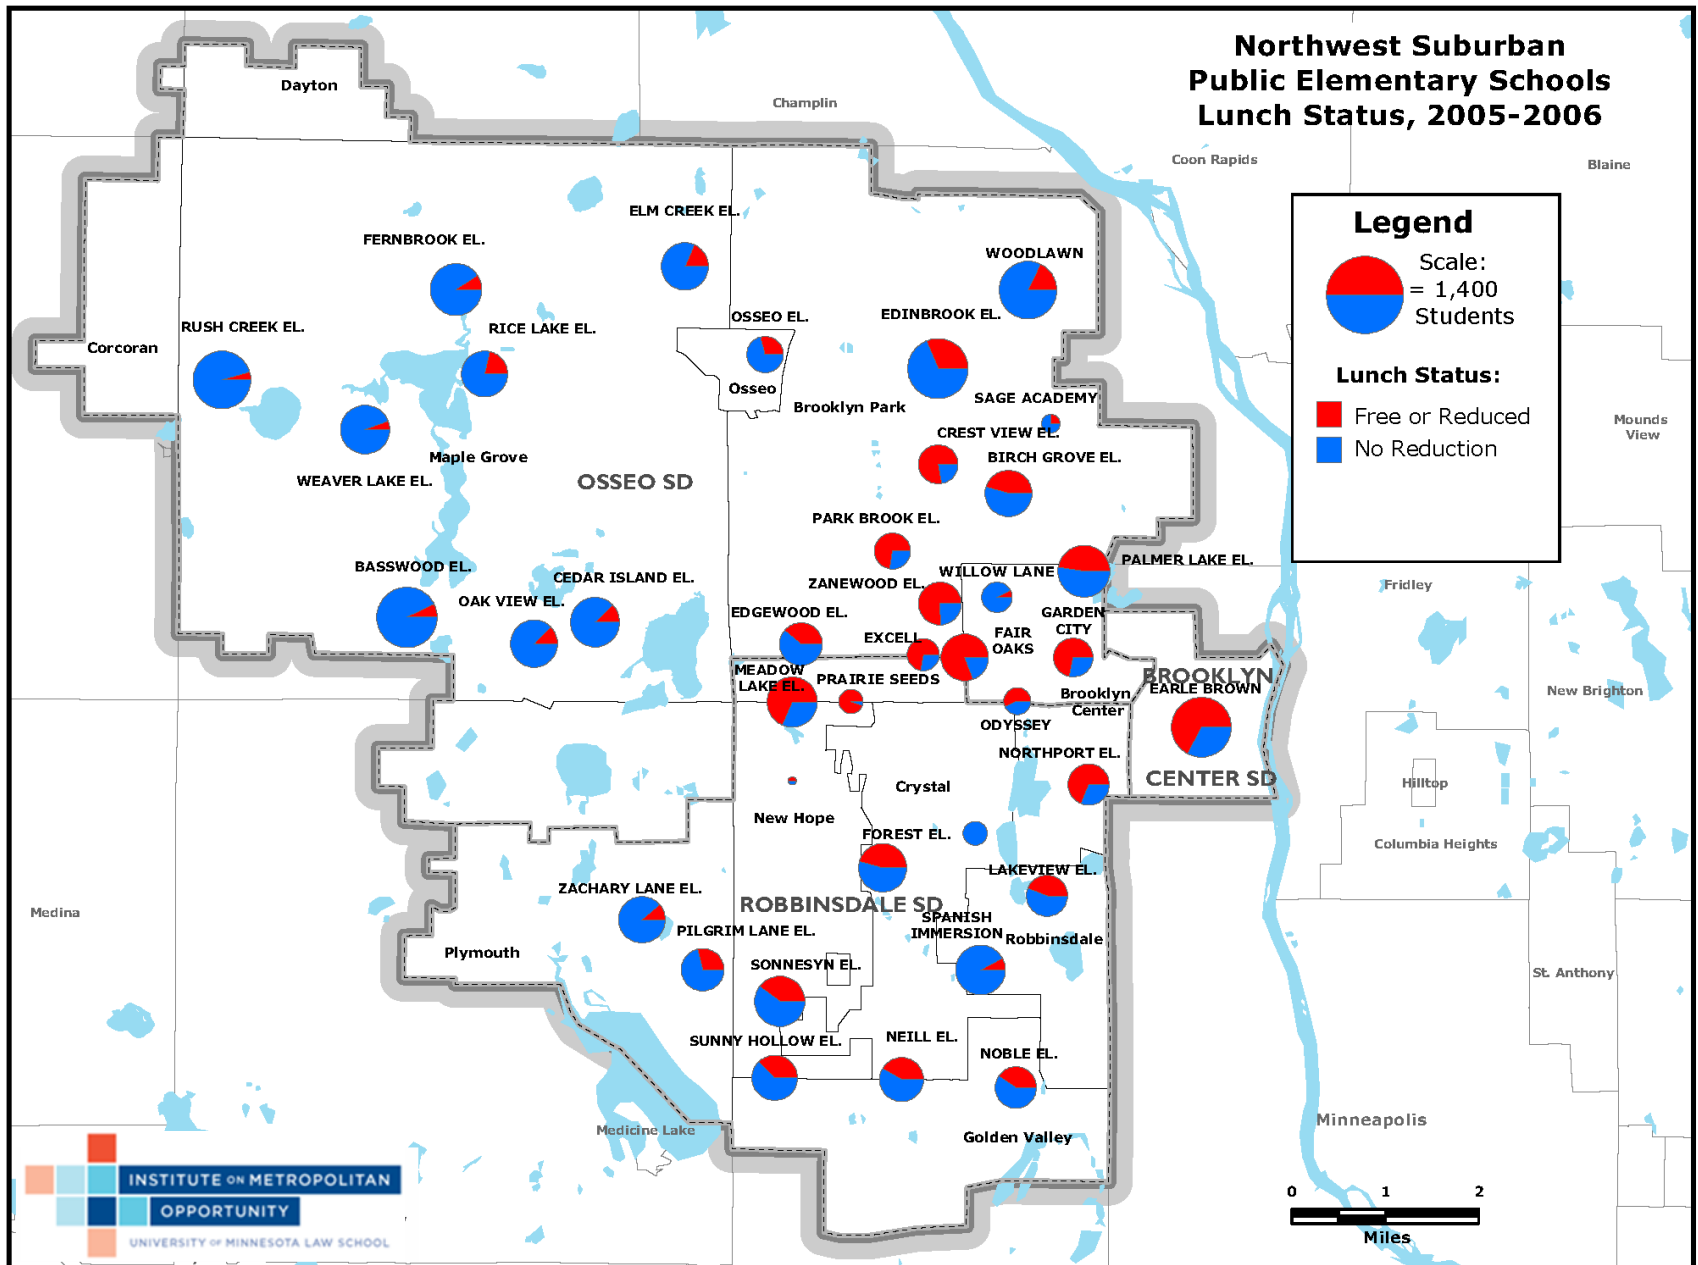 Northwest Suburban
Public Elementary Schools
Lunch Status, 2005-2006
Dayton
Champlin
Coon Rapids
Blaine
Legend
Scale:
= 1,400
Students
Lunch Status:
Free or Reduced
No Reduction
ELM CREEK EL.
FERNBROOK EL.
WOODLAWN
RUSH CREEK EL.
RICE LAKE EL.
OSSEO EL.
EDINBROOK EL.
Corcoran
Osseo
Brooklyn Park
SAGE ACADEMY
Mounds
View
CREST VIEW EL.
BIRCH GROVE EL.
Maple Grove
WEAVER LAKE EL.
OSSEO SD
PARK BROOK EL.
BASSWOOD EL.
CEDAR ISLAND EL.
OAK VIEW EL.
ZANEWOOD EL.
WILLOW LANE
PALMER LAKE EL.
Fridley
EDGEWOOD EL.
GARDEN
CITY
EXCELL
FAIR
OAKS
MEADOW
LAKE EL.
PRAIRIE SEEDS
BROOKLYN
EARLE BROWN
Brooklyn
Center
New Brighton
ODYSSEY
NORTHPORT EL.
CENTER SD
Hilltop
Crystal
New Hope
FOREST EL.
Columbia Heights
LAKEVIEW EL.
ZACHARY LANE EL.
ROBBINSDALE SD
SPANISH
IMMERSION
Robbinsdale
Medina
PILGRIM LANE EL.
Plymouth
SONNESYN EL.
St. Anthony
SUNNY HOLLOW EL.
NEILL EL.
NOBLE EL.
Medicine Lake
Golden Valley
Minneapolis
INSTITUTE ON METROPOLITAN
OPPORTUNITY
UNIVERSITY OF MINNESOTA LAW SCHOOL
0 1 2
Miles